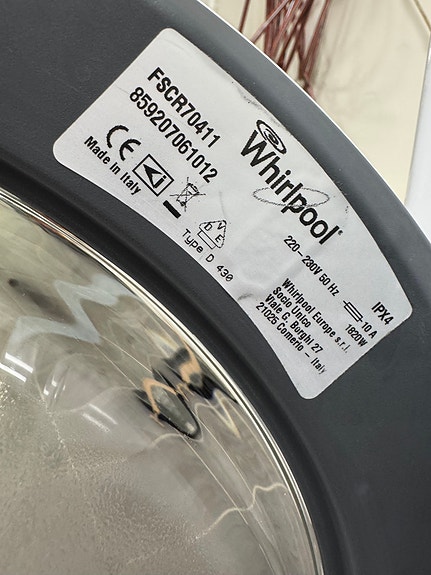 FSCR70411
859207061012
CE
Made in Italy
Whirlpool
D V E
Type D 430
220-230V 50 Hz
IPX4
10 A
1820W
Whirlpool Europe s.r.l.
Socio Unico
Viale G. Borghi 27
21025 Comerio - Italy